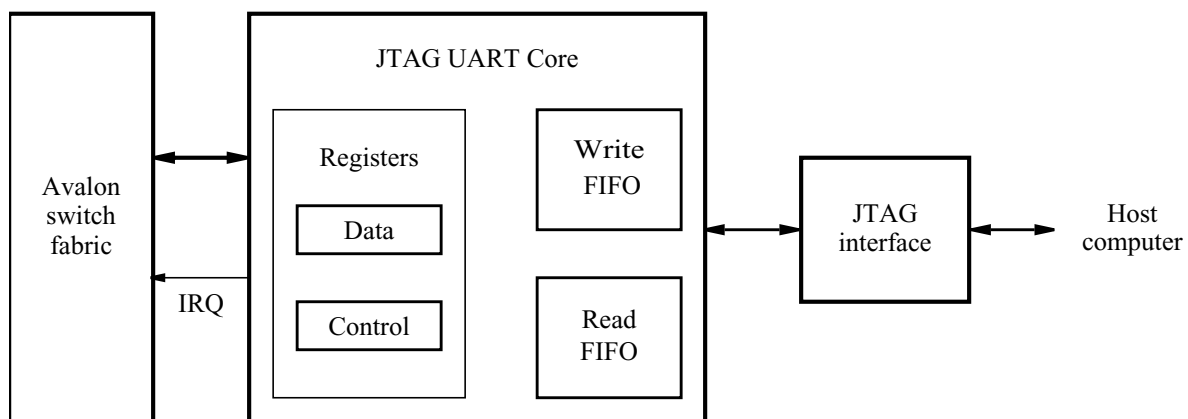 JTAG UART Core
Registers
Data
Control
Write
FIFO
Read
FIFO
Avalon
switch
fabric
IRQ
JTAG
interface
Host
computer